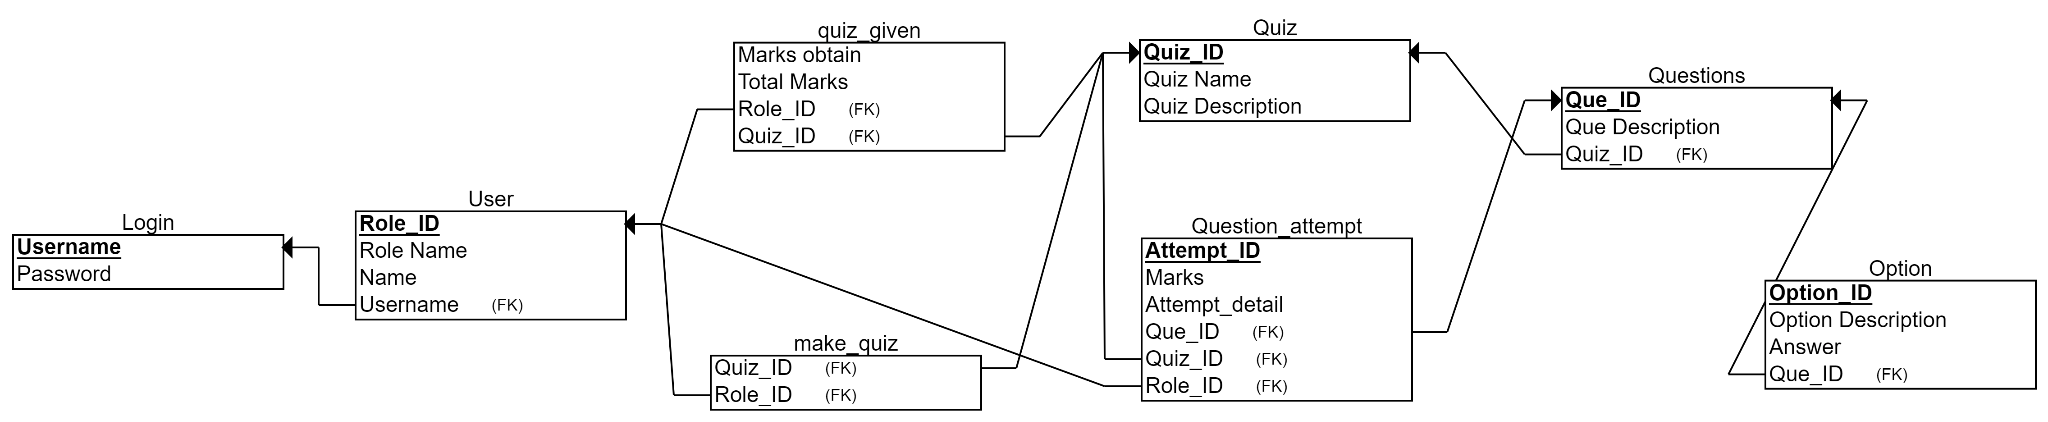 quiz_given
Marks obtain
Total Marks
Role_ID (FK)
Quiz_ID (FK)
Quiz
Quiz_ID
Quiz Name
Quiz Description
Questions
Que_ID
Que Description
Quiz_ID (FK)
Login
Username
Password
User
Role_ID
Role Name
Name
Username (FK)
make_quiz
Quiz_ID (FK)
Role_ID (FK)
Question_attempt
Attempt_ID
Marks
Attempt_detail
Que_ID (FK)
Quiz_ID (FK)
Role_ID (FK)
Option
Option_ID
Option Description
Answer
Que_ID (FK)